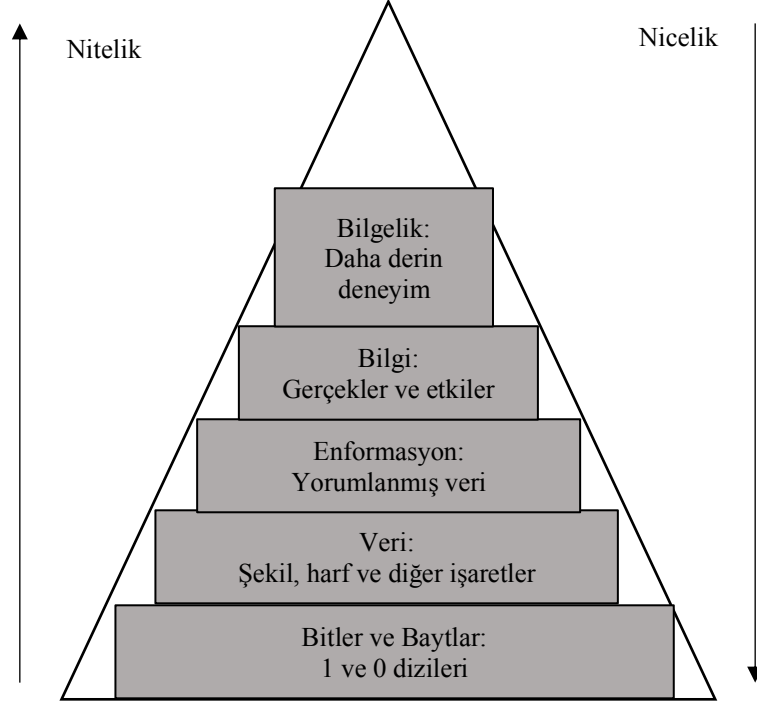 Nitelik
Nicelik
Bilgelik:
Daha derin
deneyim
Bilgi:
Gerçekler ve etkiler
Enformasyon:
Yorumlanmış veri
Veri:
Şekil, harf ve diğer işaretler
Bitler ve Baytlar:
1 ve 0 dizileri